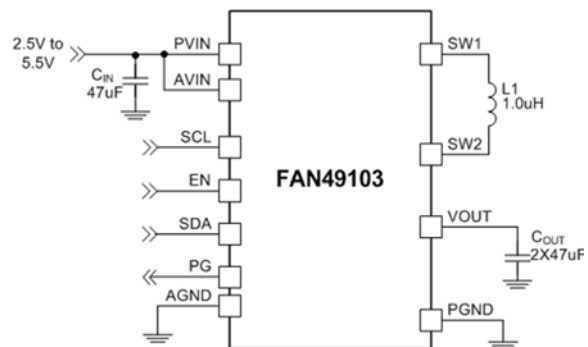 2.5V to
5.5V
CIN
47uF
PVIN
AVIN
SCL
EN
SDA
PG
AGND
FAN49103
SW1
L1
1.0uH
SW2
VOUT
COUT
2X47uF
PGND